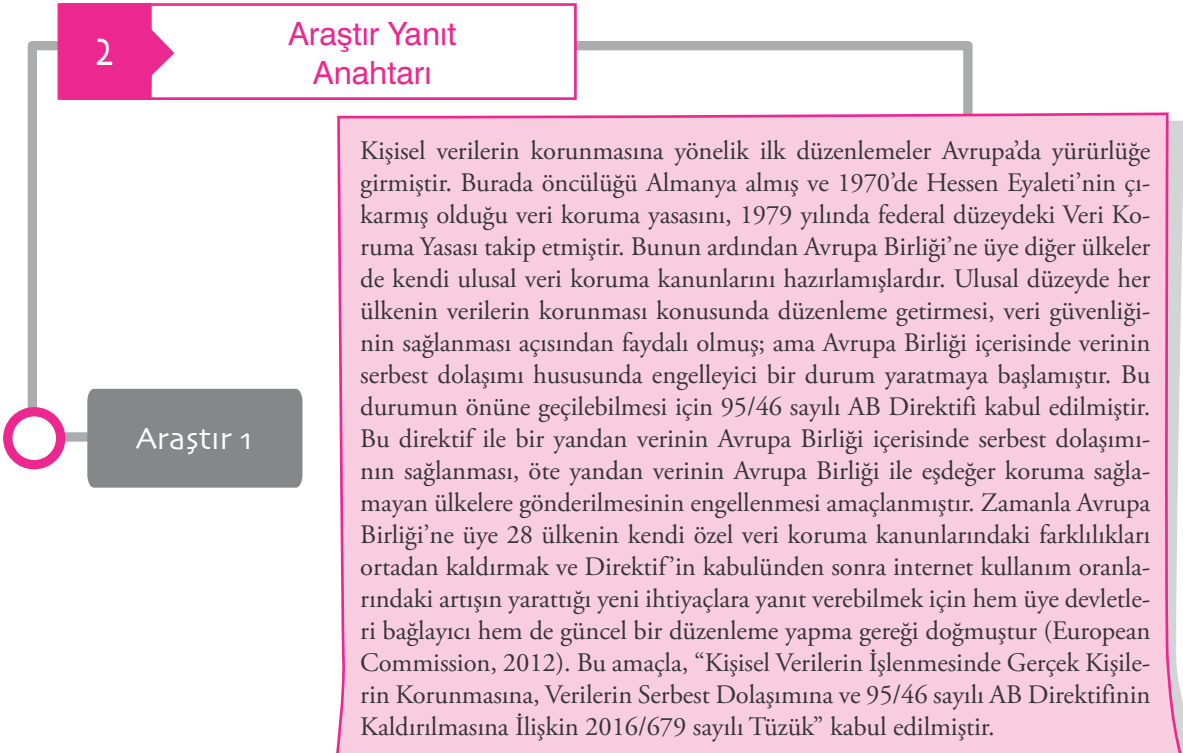 2
Araştır Yanıt
Anahtarı
Araştır 1
Kişisel verilerin korunmasına yönelik ilk düzenlemeler Avrupa’da yürürlüğe
girmiştir. Burada öncülüğü Almanya almış ve 1970’de Hessen Eyaleti’nin çı-
karmış olduğu veri koruma yasasını, 1979 yılında federal düzeydeki Veri Ko-
ruma Yasası takip etmiştir. Bunun ardından Avrupa Birliği’ne üye diğer ülkeler
de kendi ulusal veri koruma kanunlarını hazırlamışlardır. Ulusal düzeyde her
ülkenin verilerin korunması konusunda düzenleme getirmesi, veri güvenliği-
nin sağlanması açısından faydalı olmuş; ama Avrupa Birliği içerisinde verinin
serbest dolaşımı hususunda engelleyici bir durum yaratmaya başlamıştır. Bu
durumun önüne geçilebilmesi için 95/46 sayılı AB Direktifi kabul edilmiştir.
Bu direktif ile bir yandan verinin Avrupa Birliği içerisinde serbest dolaşımı-
nın sağlanması, öte yandan verinin Avrupa Birliği ile eşdeğer koruma sağla-
mayan ülkelere gönderilmesinin engellenmesi amaçlanmıştır. Zamanla Avrupa
Birliği’ne üye 28 ülkenin kendi özel veri koruma kanunlarındaki farklılıkları
ortadan kaldırmak ve Direktif’in kabulünden sonra internet kullanım oranla-
rındaki artışın yarattığı yeni ihtiyaçlara yanıt verebilmek için hem üye devletle-
ri bağlayıcı hem de güncel bir düzenleme yapma gereği doğmuştur (European
Commission, 2012). Bu amaçla, “Kişisel Verilerin İşlenmesinde Gerçek Kişile-
rin Korunmasına, Verilerin Serbest Dolaşımına ve 95/46 sayılı AB Direktifinin
Kaldırılmasına İlişkin 2016/679 sayılı Tüzük” kabul edilmiştir.